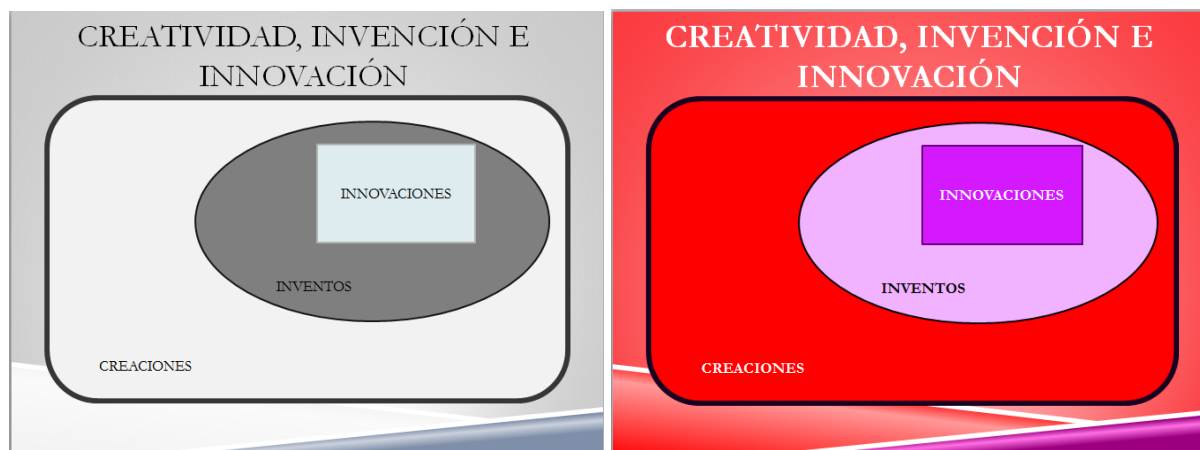 CREATIVIDAD, INVENCIÓN E
INNOVACIÓN
INNOVACIONES
INVENTOS
CREACIONES
CREATIVIDAD, INVENCIÓN E
INNOVACIÓN
INNOVACIONES
INVENTOS
CREACIONES